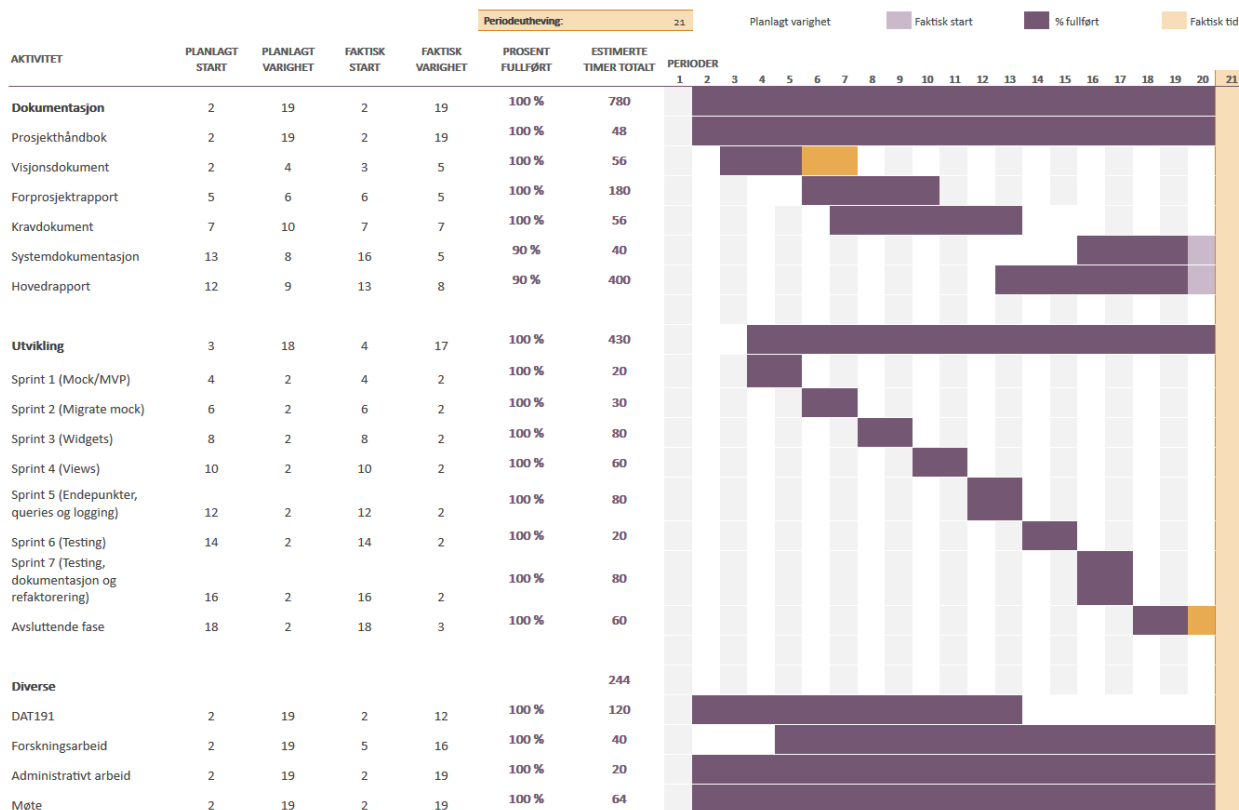 Periodeutheving: 21 Planlagt varighet Faktisk start % fullført Faktisk tid
AKTIVITET PLANLAGT START PLANLAGT VARIGHET FAKTISK START FAKTISK VARIGHET PROSENT FULLFØRT ESTIMERTE TIMER TOTALT PERIODER
1 2 3 4 5 6 7 8 9 10 11 12 13 14 15 16 17 18 19 20 21
Dokumentasjon 2 19 2 19 100 % 780
Prosjekthåndbok 2 19 2 19 100 % 48
Visjonsdokument 2 4 3 5 100 % 56
Forprosjektrapport 5 6 6 5 100 % 180
Kravdokument 7 10 7 7 100 % 56
Systemdokumentasjon 13 8 16 5 90 % 40
Hovedrapport 12 9 13 8 90 % 400
Utvikling 3 18 4 17 100 % 430
Sprint 1 (Mock/MVP) 4 2 4 2 100 % 20
Sprint 2 (Migrate mock) 6 2 6 2 100 % 30
Sprint 3 (Widgets) 8 2 8 2 100 % 80
Sprint 4 (Views) 10 2 10 2 100 % 60
Sprint 5 (Endepunkter,
queries og logging) 12 2 12 2 100 % 80
Sprint 6 (Testing) 14 2 14 2 100 % 20
Sprint 7 (Testing,
dokumentasjon og
refaktorering) 16 2 16 2 100 % 80
Avsluttende fase 18 2 18 3 100 % 60
Diverse 244
DAT191 2 19 2 12 100 % 120
Forskningsarbeid 2 19 5 16 100 % 40
Administrativt arbeid 2 19 2 19 100 % 20
Møte 2 19 2 19 100 % 64